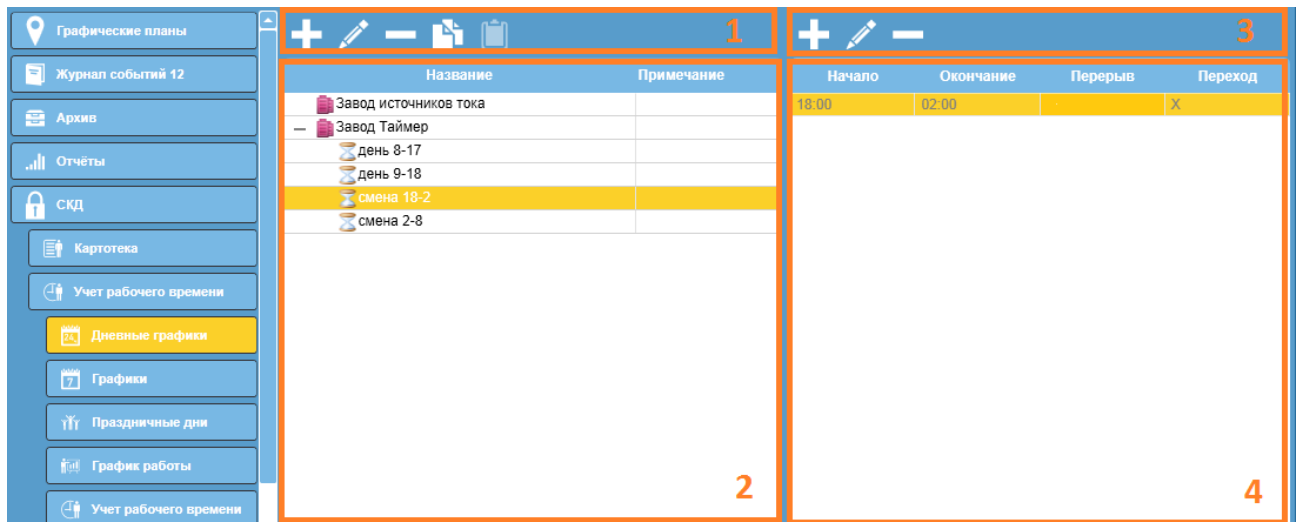 Графические планы
Журнал событий 12
Архив
Отчёты
СКД
Картотека
Учет рабочего времени
24
Дневные графики
7
Графики
Праздничные дни
График работы
Учет рабочего времени
1
Название Примечание
Завод источников тока
Завод Таймер
день 8-17
день 9-18
смена 18-2
смена 2-8
2
3
Начало Окончание Перерыв Переход
18:00 02:00 X
4